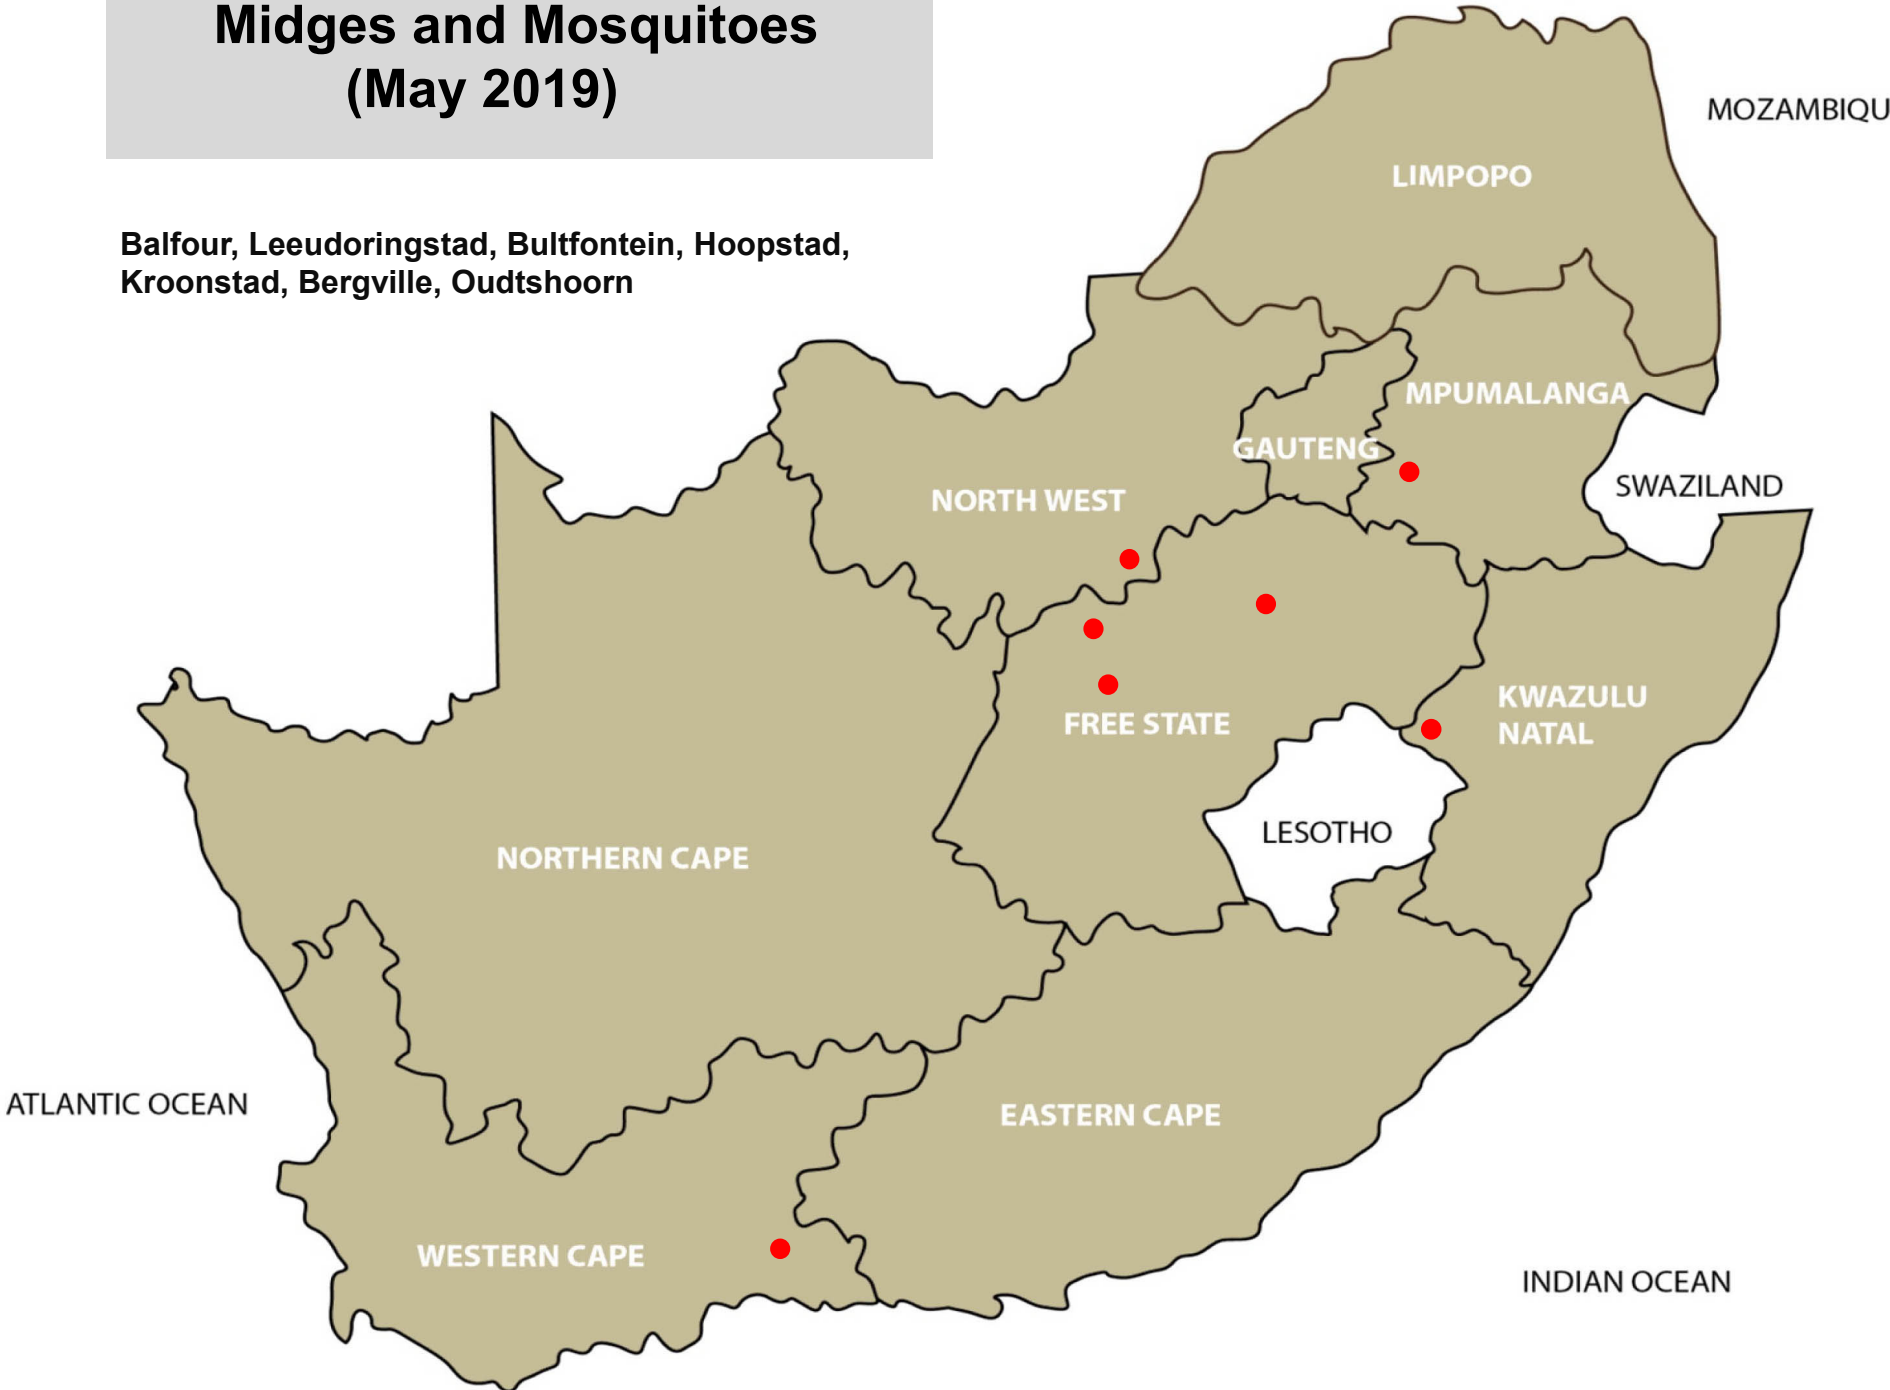 Midges and Mosquitoes
(May 2019)
Balfour, Leeudoringstad, Bultfontein, Hoopstad,
Kroonstad, Bergville, Oudtshoorn
MOZAMBIQU
LIMPOPO
MPUMALANGA
GAUTENG
SWAZILAND
NORTH WEST
KWAZULU
NATAL
FREE STATE
LESOTHO
NORTHERN CAPE
ATLANTIC OCEAN
EASTERN CAPE
WESTERN CAPE
INDIAN OCEAN